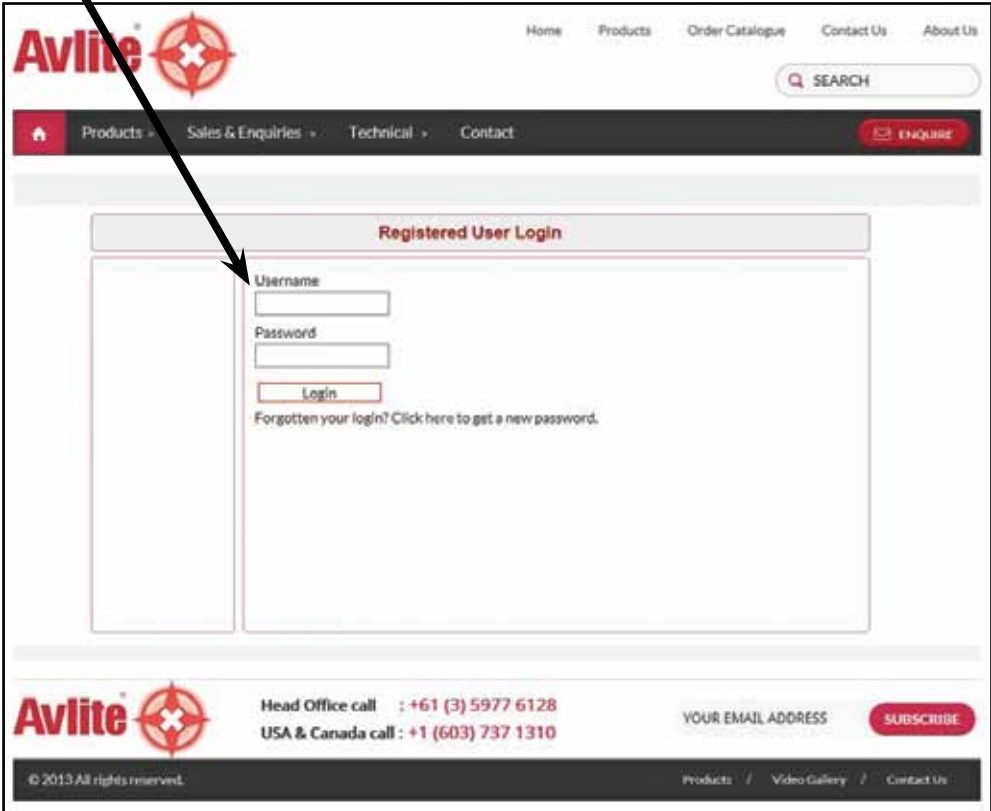 Home Products Order Catalogue Contact Us About Us
Avlite
SEARCH
Products Sales & Enquiries Technical Contact ENQUIRE
Registered User Login
Username
Password
Login
Forgotten your login? Click here to get a new password.
Avlite
Head Office call : +61 (3) 5977 6128
USA & Canada call : +1 (603) 737 1310
YOUR EMAIL ADDRESS SUBSCRIBE
© 2013 All rights reserved. Products / Video Gallery / Contact Us